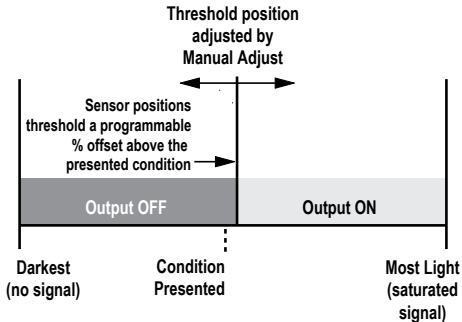 Threshold position
adjusted by
Manual Adjust
Sensor positions
threshold a programmable
% offset above the
presented condition
Output OFF
Output ON
Darkest
(no signal)
Condition
Presented
Most Light
(saturated
signal)